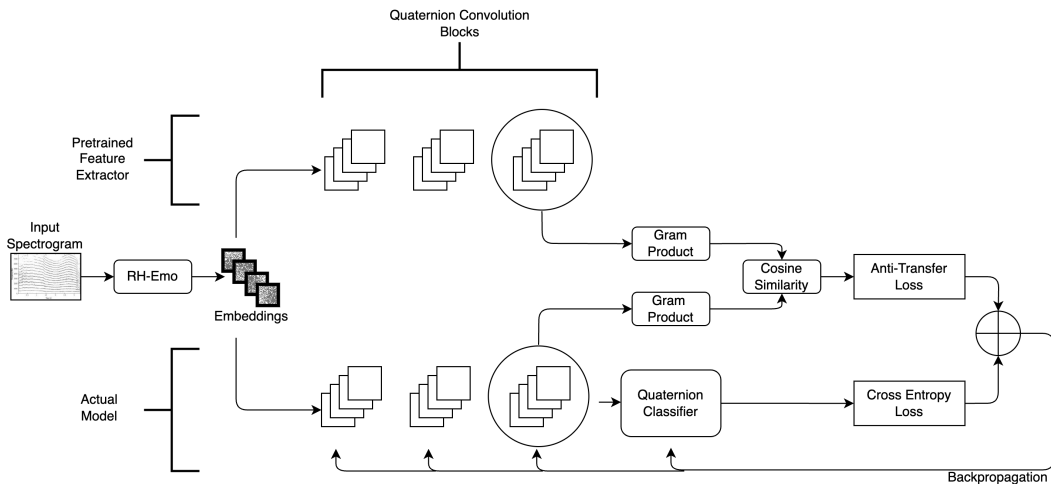 Quaternion Convolution
Blocks
Pretrained
Feature
Extractor
Input
Spectrogram
RH-Emo
Embeddings
Gram
Product
Cosine
Similarity
Anti-Transfer
Loss
Gram
Product
Actual
Model
Quaternion
Classifier
Cross Entropy
Loss
Backpropagation